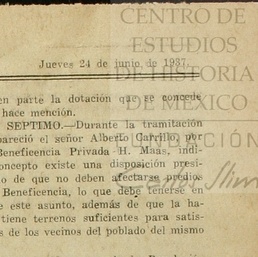 CENTRO DE
ESTUDIOS
DE HISTORIA
DE MÉXICO
Jueves 24 de junio de 1937.
en parte la dotación que se concede
hace mención.
SEPTIMO.—Durante la tramitación
pareció el señor Alberto Carrillo, por
Beneficencia Privada H. Maas, indi-
concepto existe una disposición presi-
o de que no deben afectarse predios
Beneficencia, lo que debe tenerse en
e este asunto, además de que la ha-
tiene terrenos suficientes para satis-
s de los vecinos del poblado del mismo